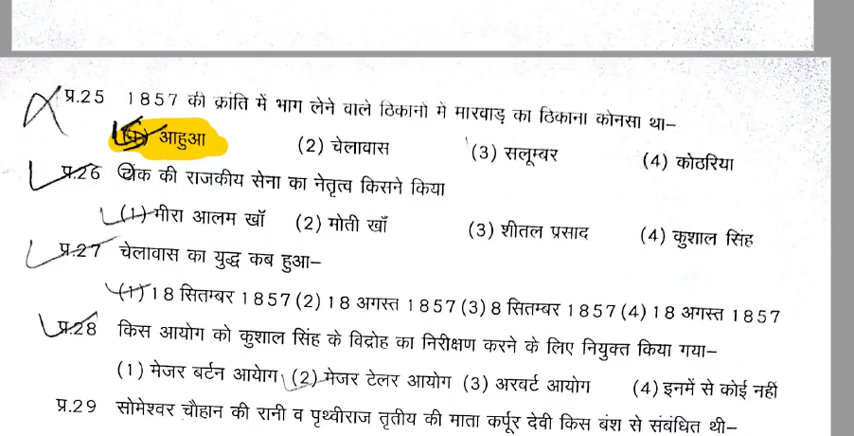 प्र.25 1857 की क्रांति में भाग लेने वाले ठिकानों में मारवाड़ का ठिकाना कोनसा था–
(1) आहुआ (2) चेलावास (3) सलूम्बर (4) कोठरिया
प्र.26 टोंक की राजकीय सेना का नेतृत्व किसने किया
(1) मीरा आलम खॉ (2) मोती खॉ (3) शीतल प्रसाद (4) कुशाल सिंह
प्र.27 चेलावास का युद्ध कब हुआ–
(1) 18 सितम्बर 1857 (2) 18 अगस्त 1857 (3) 8 सितम्बर 1857 (4) 18 अगस्त 1857
प्र.28 किस आयोग को कुशाल सिंह के विद्रोह का निरीक्षण करने के लिए नियुक्त किया गया–
(1) मेजर बर्टन आयेाग (2) मेजर टेलर आयोग (3) अरवर्ट आयोग (4) इनमें से कोई नहीं
प्र.29 सोमेश्वर चौहान की रानी व पृथ्वीराज तृतीय की माता कर्पूर देवी किस बंश से संबंधित थी–